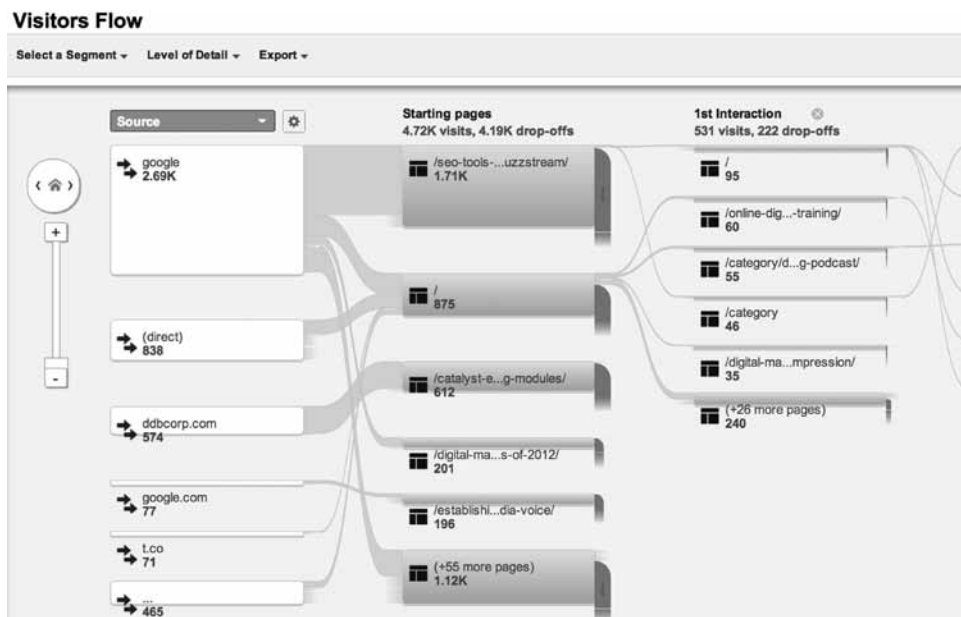 Visitors Flow
Select a Segment Level of Detail Export
Source
google
2.69K
(direct)
838
ddbcorp.com
574
google.com
77
t.co
71
...
465
Starting pages
4.72K visits, 4.19K drop-offs
/seo-tools-...uzzstream/
1.71K
/
875
/catalyst-e...g-modules/
612
/digital-ma...s-of-2012/
201
/establishi...dia-voice/
196
(+55 more pages)
1.12K
1st Interaction
531 visits, 222 drop-offs
/
95
/online-dig...-training/
60
/category/d...g-podcast/
55
/category
46
/digital-ma...mpression/
35
(+26 more pages)
240